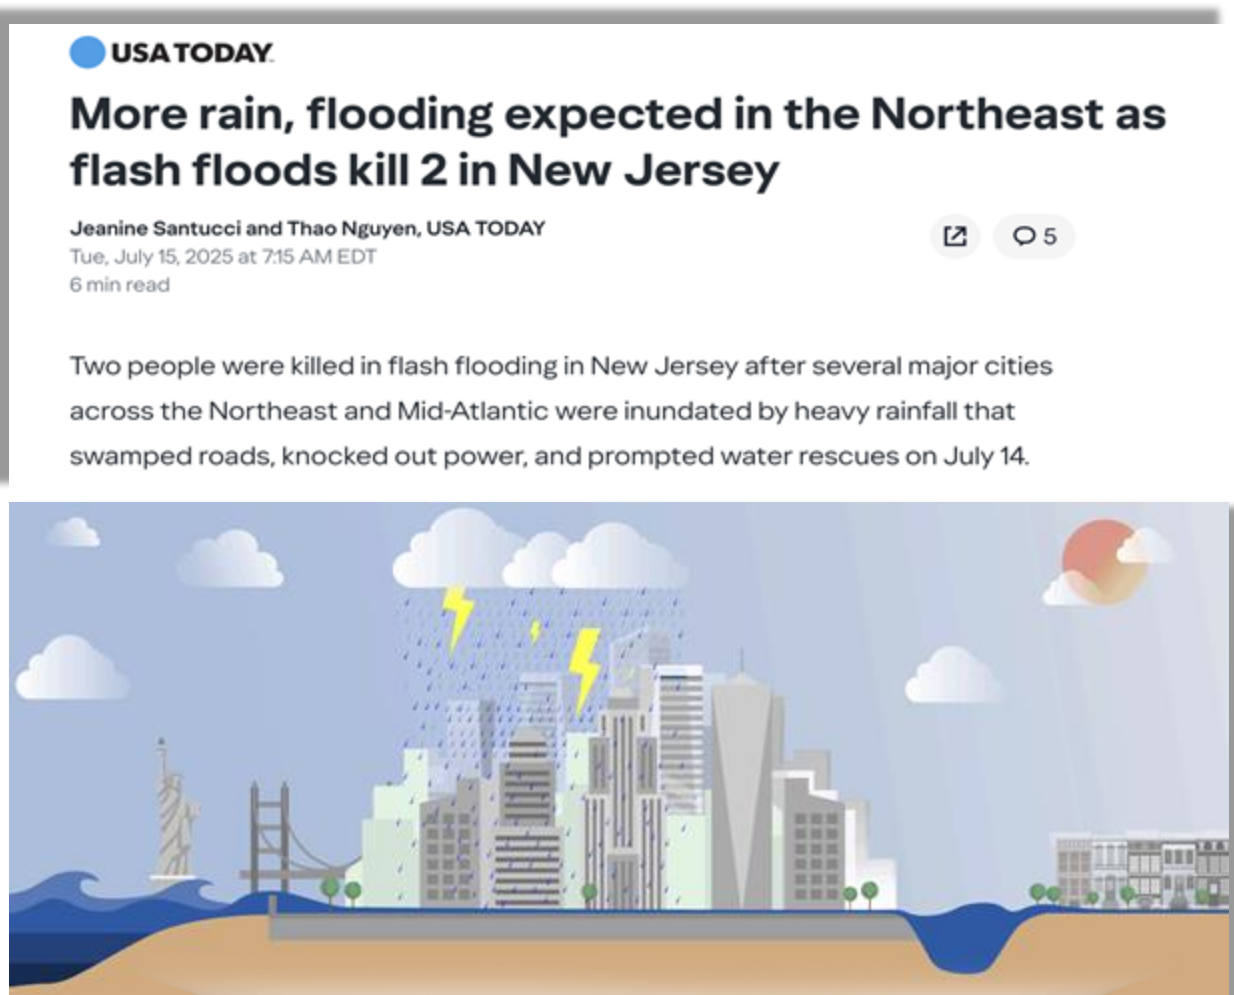 USA TODAY
More rain, flooding expected in the Northeast as
flash floods kill 2 in New Jersey
Jeanine Santucci and Thao Nguyen, USA TODAY
Tue, July 15, 2025 at 7:15 AM EDT
5
6 min read
Two people were killed in flash flooding in New Jersey after several major cities
across the Northeast and Mid-Atlantic were inundated by heavy rainfall that
swamped roads, knocked out power, and prompted water rescues on July 14.